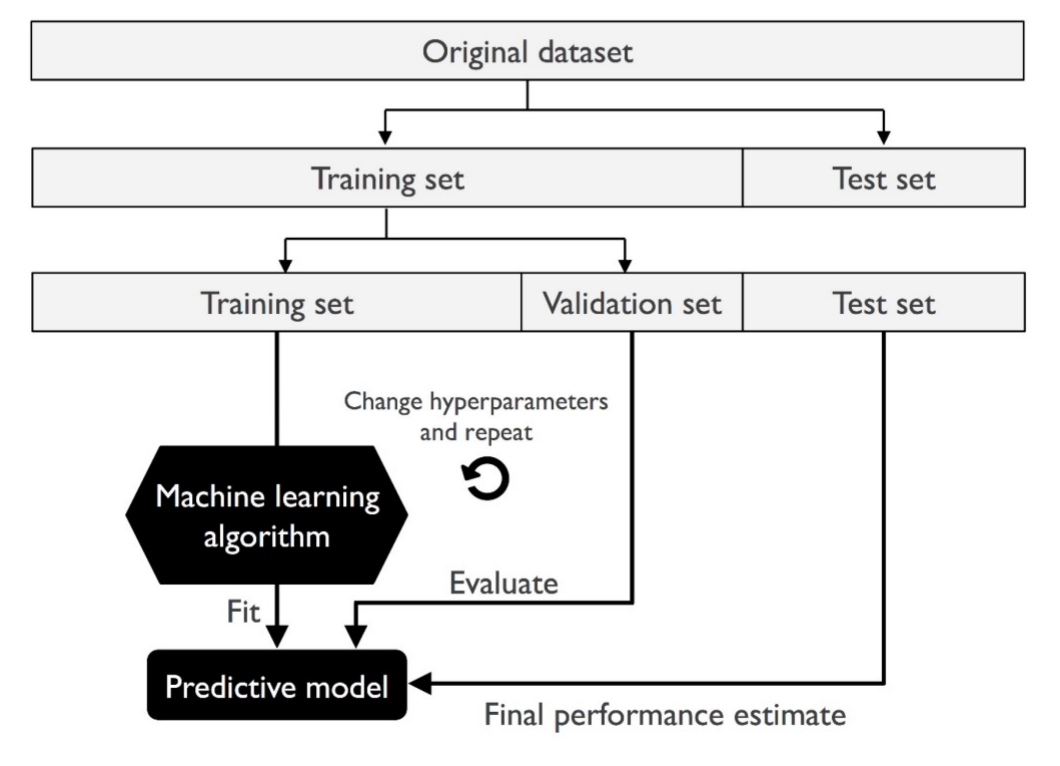 Original dataset
Training set
Test set
Training set
Validation set
Test set
Change hyperparameters
and repeat
Machine learning
algorithm
Evaluate
Fit
Predictive model
Final performance estimate